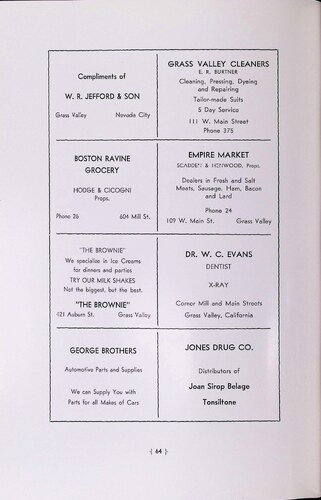 Compliments of
W. R. JEFFORD & SON
Grass Valley Nevada City
GRASS VALLEY CLEANERS
E. R. BURTNER
Cleaning, Pressing, Dyeing
and Repairing
Tailor-made Suits
5 Day Service
111 W. Main Street
Phone 375
BOSTON RAVINE
GROCERY
HODGE & CICOGNI
Props.
Phone 26 604 Mill St.
EMPIRE MARKET
SCADDEN & HENWOOD, Props.
Dealers in Fresh and Salt
Meats, Sausage, Ham, Bacon
and Lard
Phone 24
109 W. Main St. Grass Valley
"THE BROWNIE"
We specialize in Ice Creams
for dinners and parties
TRY OUR MILK SHAKES
Not the biggest, but the best.
"THE BROWNIE"
121 Auburn St. Grass Valley
DR. W. C. EVANS
DENTIST
X-RAY
Corner Mill and Main Streets
Grass Valley, California
GEORGE BROTHERS
Automotive Parts and Supplies
We can Supply You with
Parts for all Makes of Cars
JONES DRUG CO.
Distributors of
Joan Sirop Belage
Tonsiltone
64